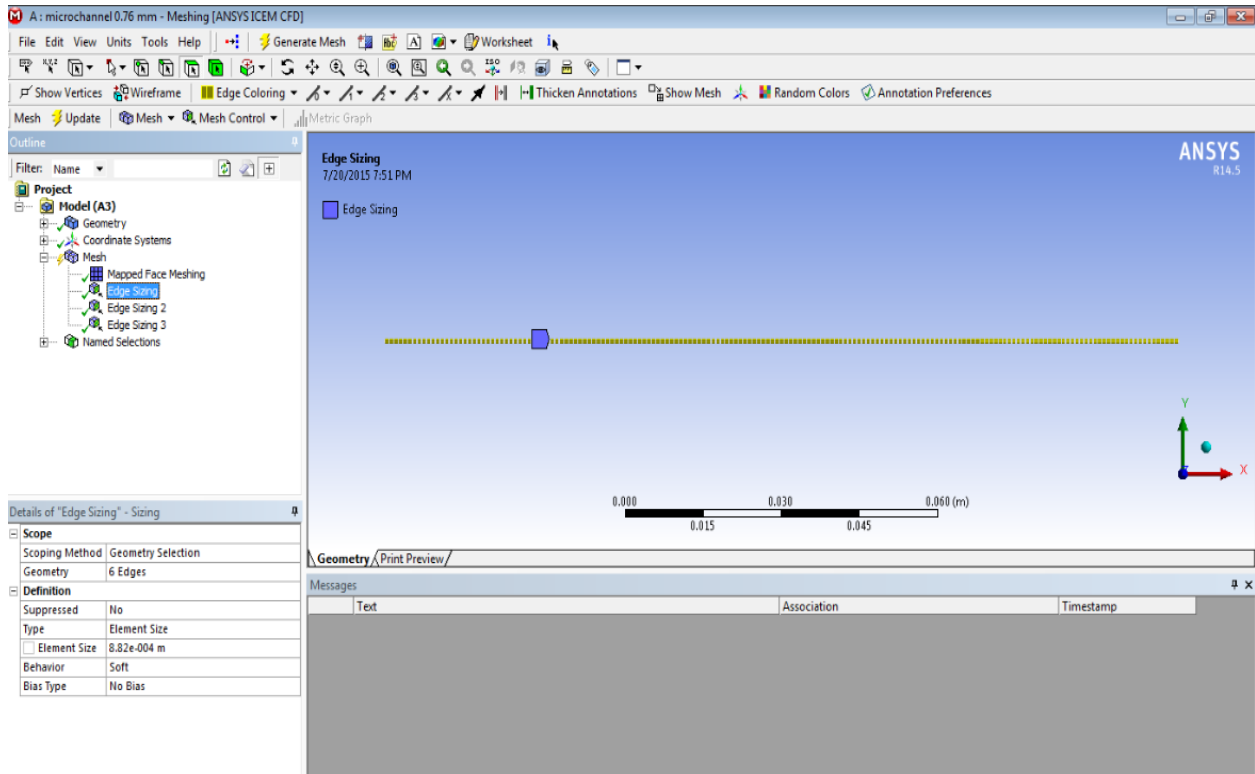 A : microchannel 0.76 mm - Meshing [ANSYS ICEM CFD]
File Edit View Units Tools Help Generate Mesh A Worksheet i
Show Vertices Wireframe Edge Coloring Thicken Annotations Show Mesh Random Colors Annotation Preferences
Mesh Update Mesh Mesh Control Metric Graph
Outline
Filter: Name
Project
Model (A3)
Geometry
Coordinate Systems
Mesh
Mapped Face Meshing
Edge Sizing
Edge Sizing 2
Edge Sizing 3
Named Selections
Edge Sizing
7/20/2015 7:51 PM
Edge Sizing
ANSYS
R14.5
Y
X
0.000 0.030 0.060 (m)
0.015 0.045
Geometry Print Preview
Details of "Edge Sizing" - Sizing
Scope
Scoping Method Geometry Selection
Geometry 6 Edges
Definition
Suppressed No
Type Element Size
Element Size 8.82e-004 m
Behavior Soft
Bias Type No Bias
Messages
Text Association Timestamp